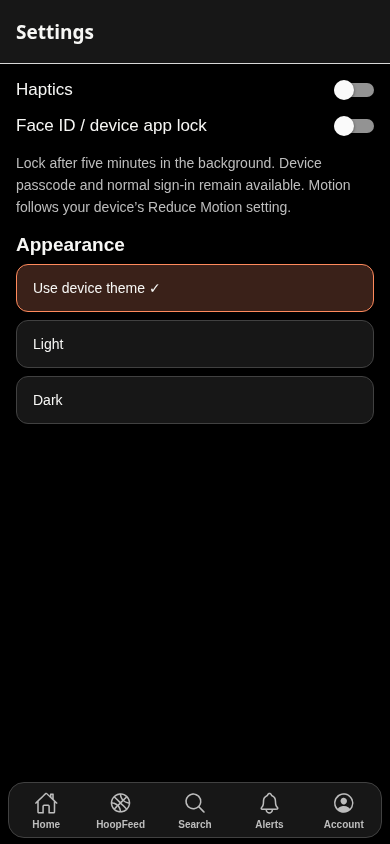 Settings
Haptics
Face ID / device app lock
Lock after five minutes in the background. Device
passcode and normal sign-in remain available. Motion
follows your device's Reduce Motion setting.
Appearance
Use device theme ✓
Light
Dark
Home
HoopFeed
Search
Alerts
Account